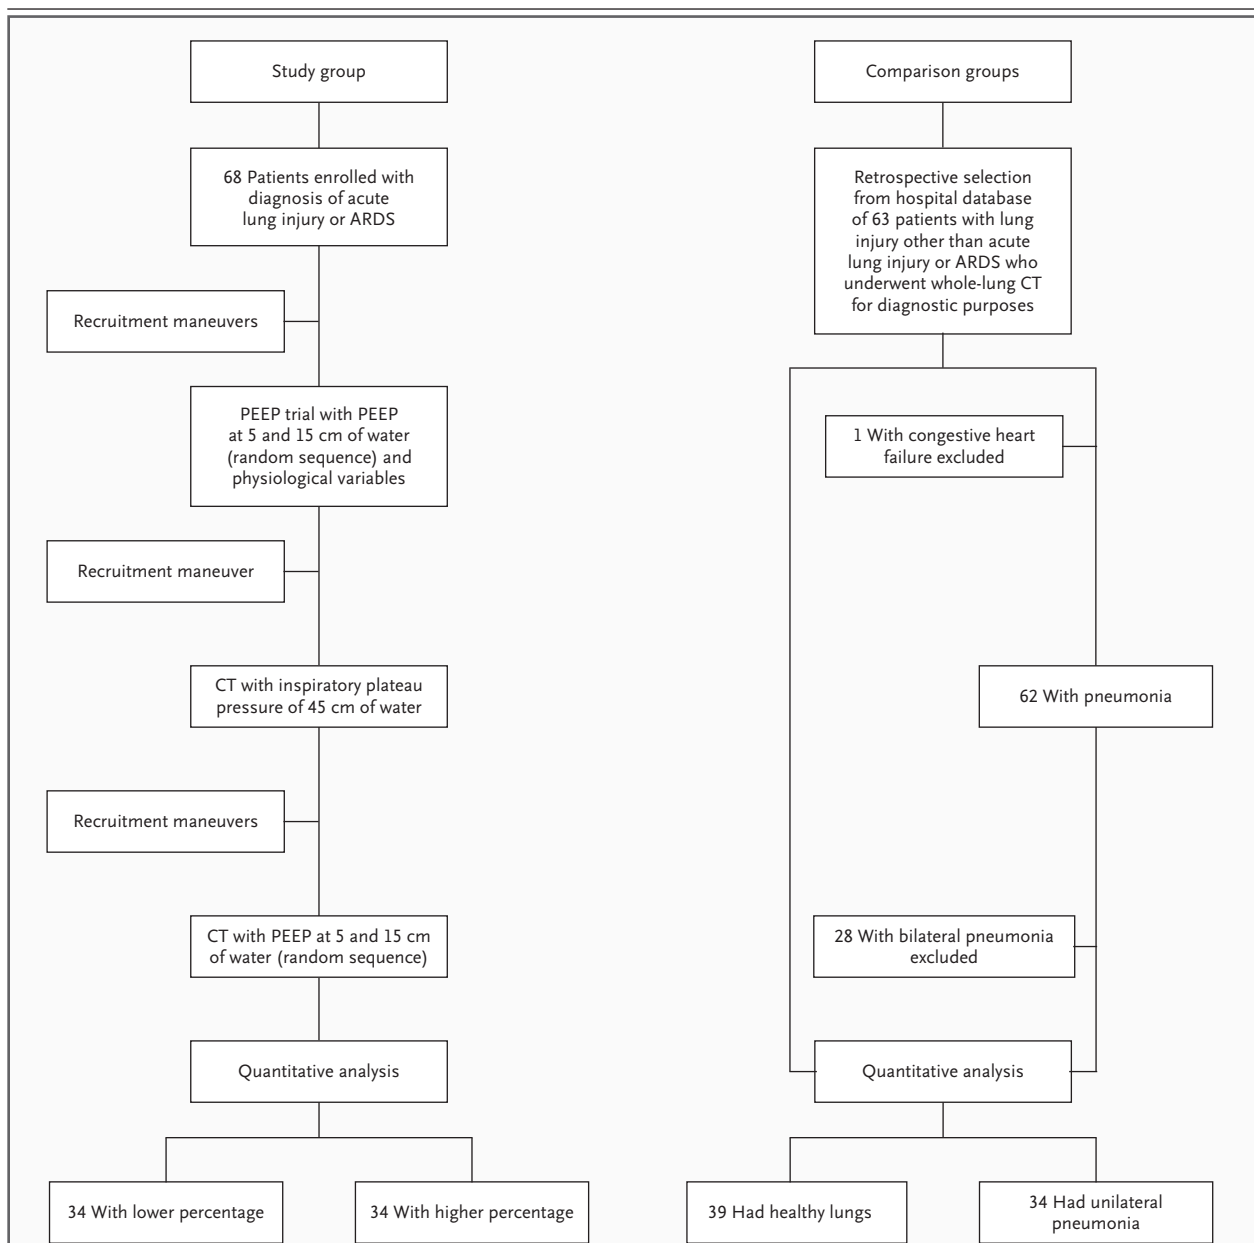 Study group
68 Patients enrolled with
diagnosis of acute
lung injury or ARDS
Recruitment maneuvers
PEEP trial with PEEP
at 5 and 15 cm of water
(random sequence) and
physiological variables
Recruitment maneuver
CT with inspiratory plateau
pressure of 45 cm of water
Recruitment maneuvers
CT with PEEP at 5 and 15 cm
of water (random sequence)
Quantitative analysis
34 With lower percentage
34 With higher percentage
Comparison groups
Retrospective selection
from hospital database
of 63 patients with lung
injury other than acute
lung injury or ARDS who
underwent whole-lung CT
for diagnostic purposes
1 With congestive heart
failure excluded
62 With pneumonia
28 With bilateral pneumonia
excluded
Quantitative analysis
39 Had healthy lungs
34 Had unilateral
pneumonia